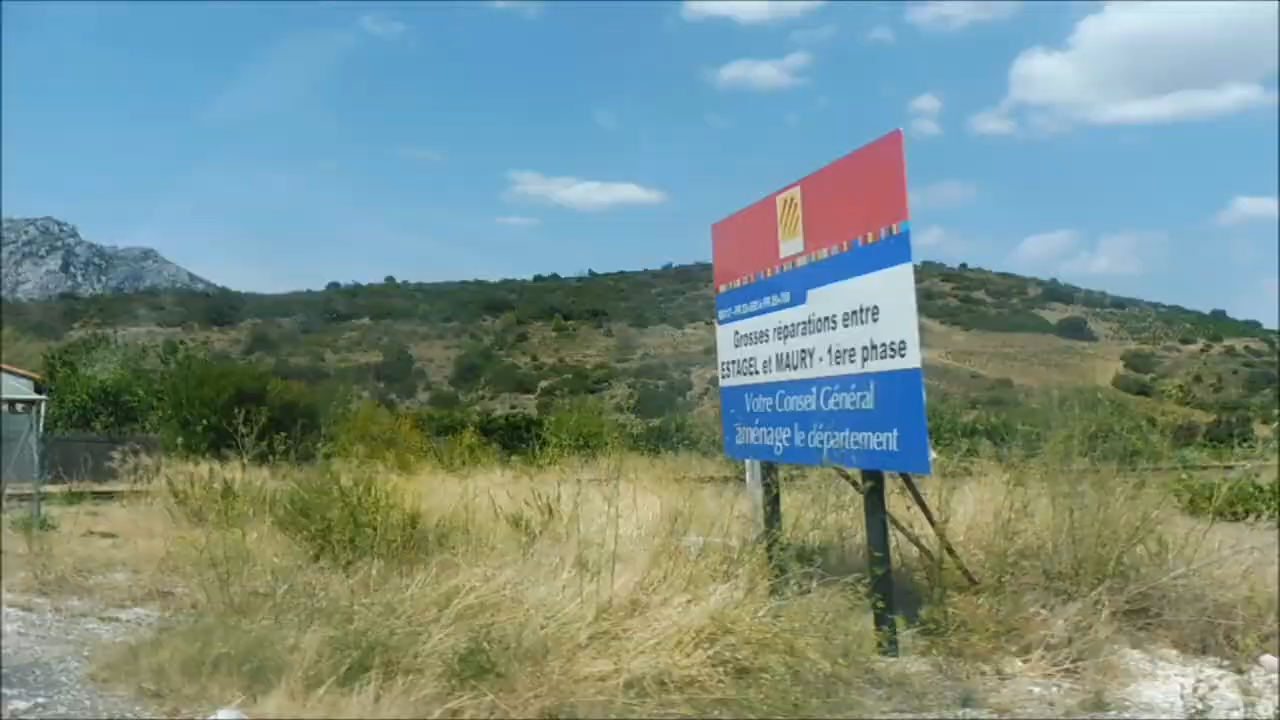 Grosses réparations entre
ESTAGEL et MAURY - 1ère phase
Votre Conseil Général
aménage le département